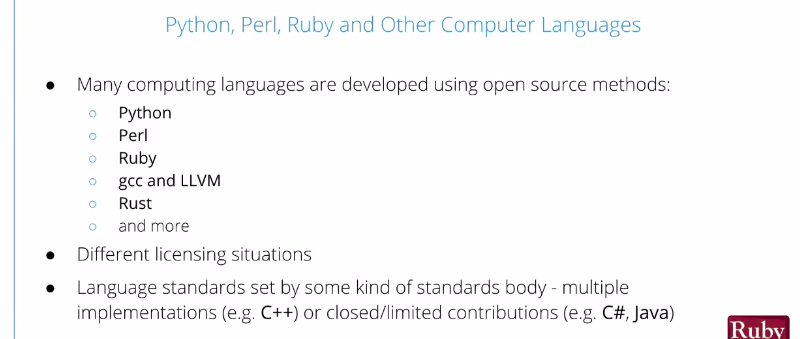 Python, Perl, Ruby and Other Computer Languages
● Many computing languages are developed using open source methods:
○ Python
○ Perl
○ Ruby
○ gcc and LLVM
○ Rust
○ and more
● Different licensing situations
● Language standards set by some kind of standards body - multiple
implementations (e.g. C++) or closed/limited contributions (e.g. C#, Java)
Ruby